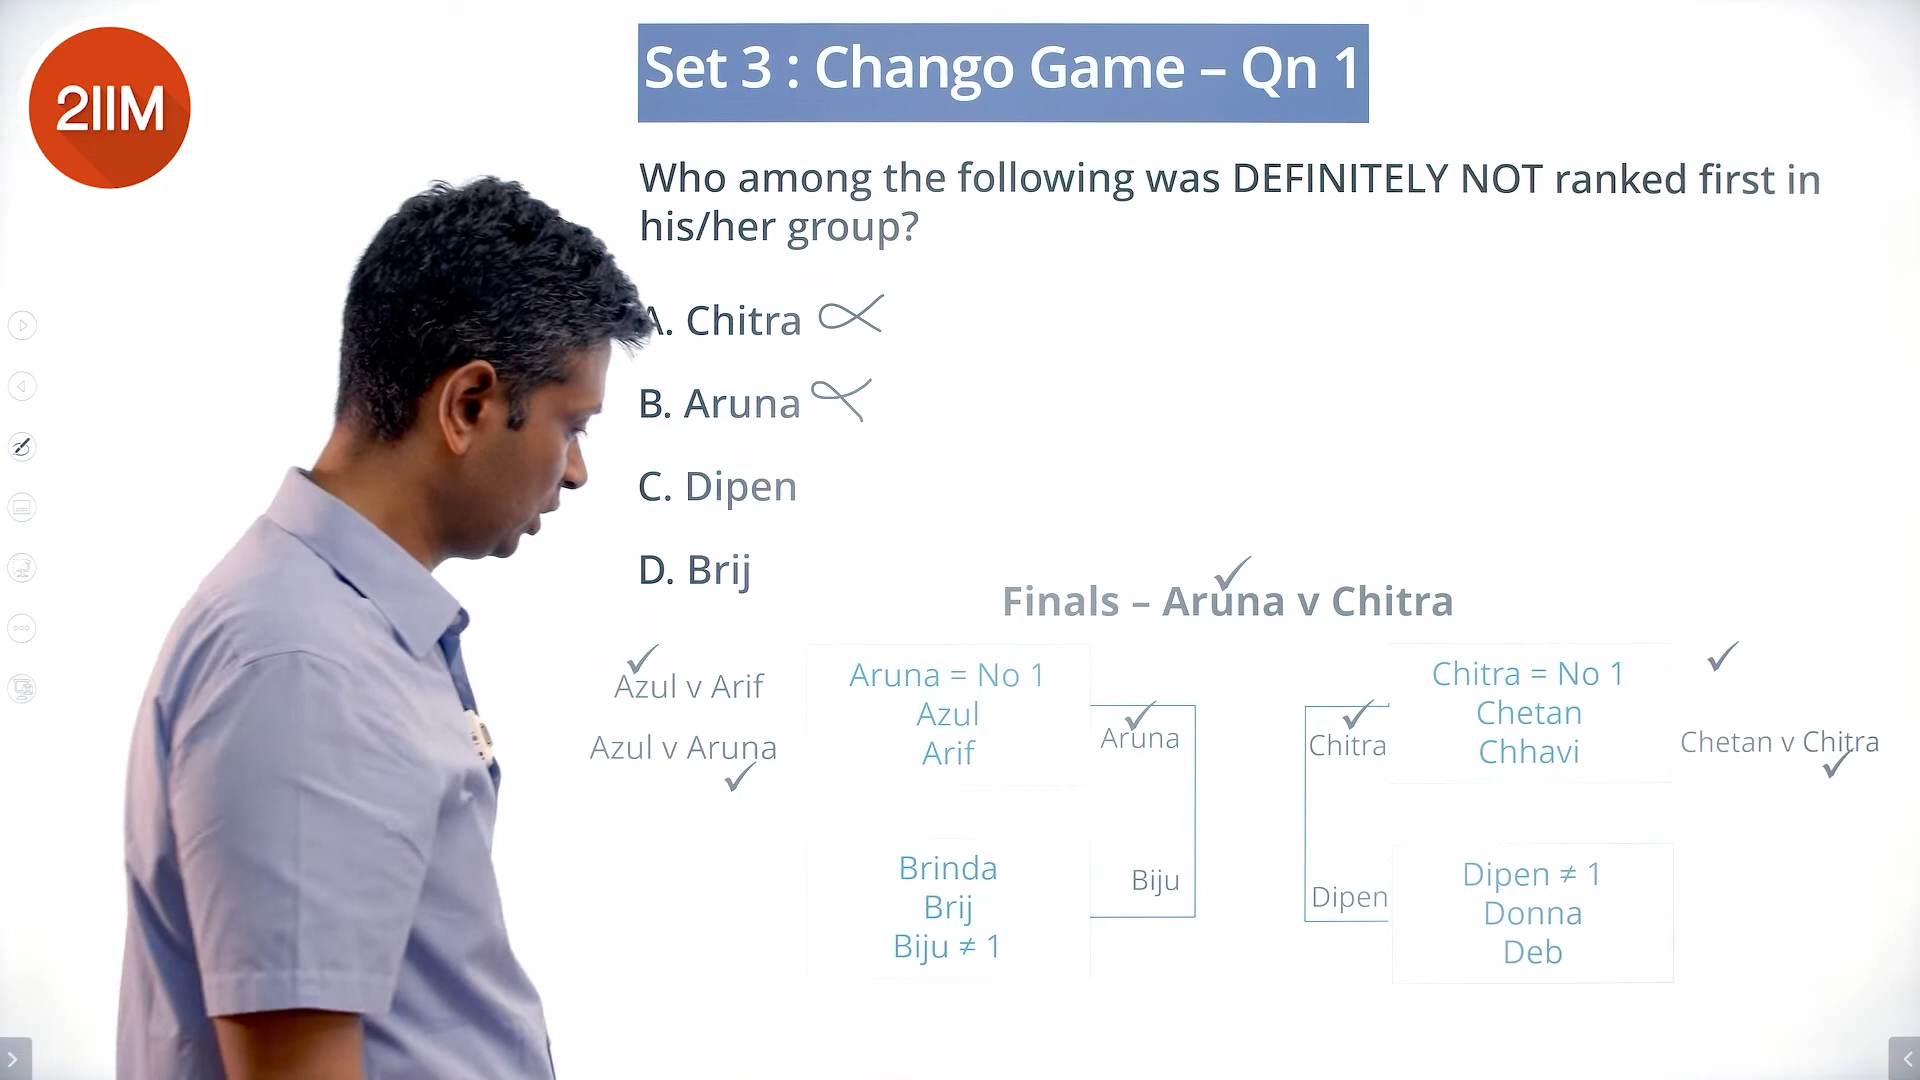 2IIM
Set 3 : Chango Game – Qn 1
Who among the following was DEFINITELY NOT ranked first in
his/her group?
A. Chitra
B. Aruna
C. Dipen
D. Brij
Finals – Aruna v Chitra
Azul v Arif
Azul v Aruna
Aruna = No 1
Azul
Arif
Aruna
Chitra
Chitra = No 1
Chetan
Chhavi
Chetan v Chitra
Brinda
Brij
Biju ≠ 1
Biju
Dipen
Dipen ≠ 1
Donna
Deb